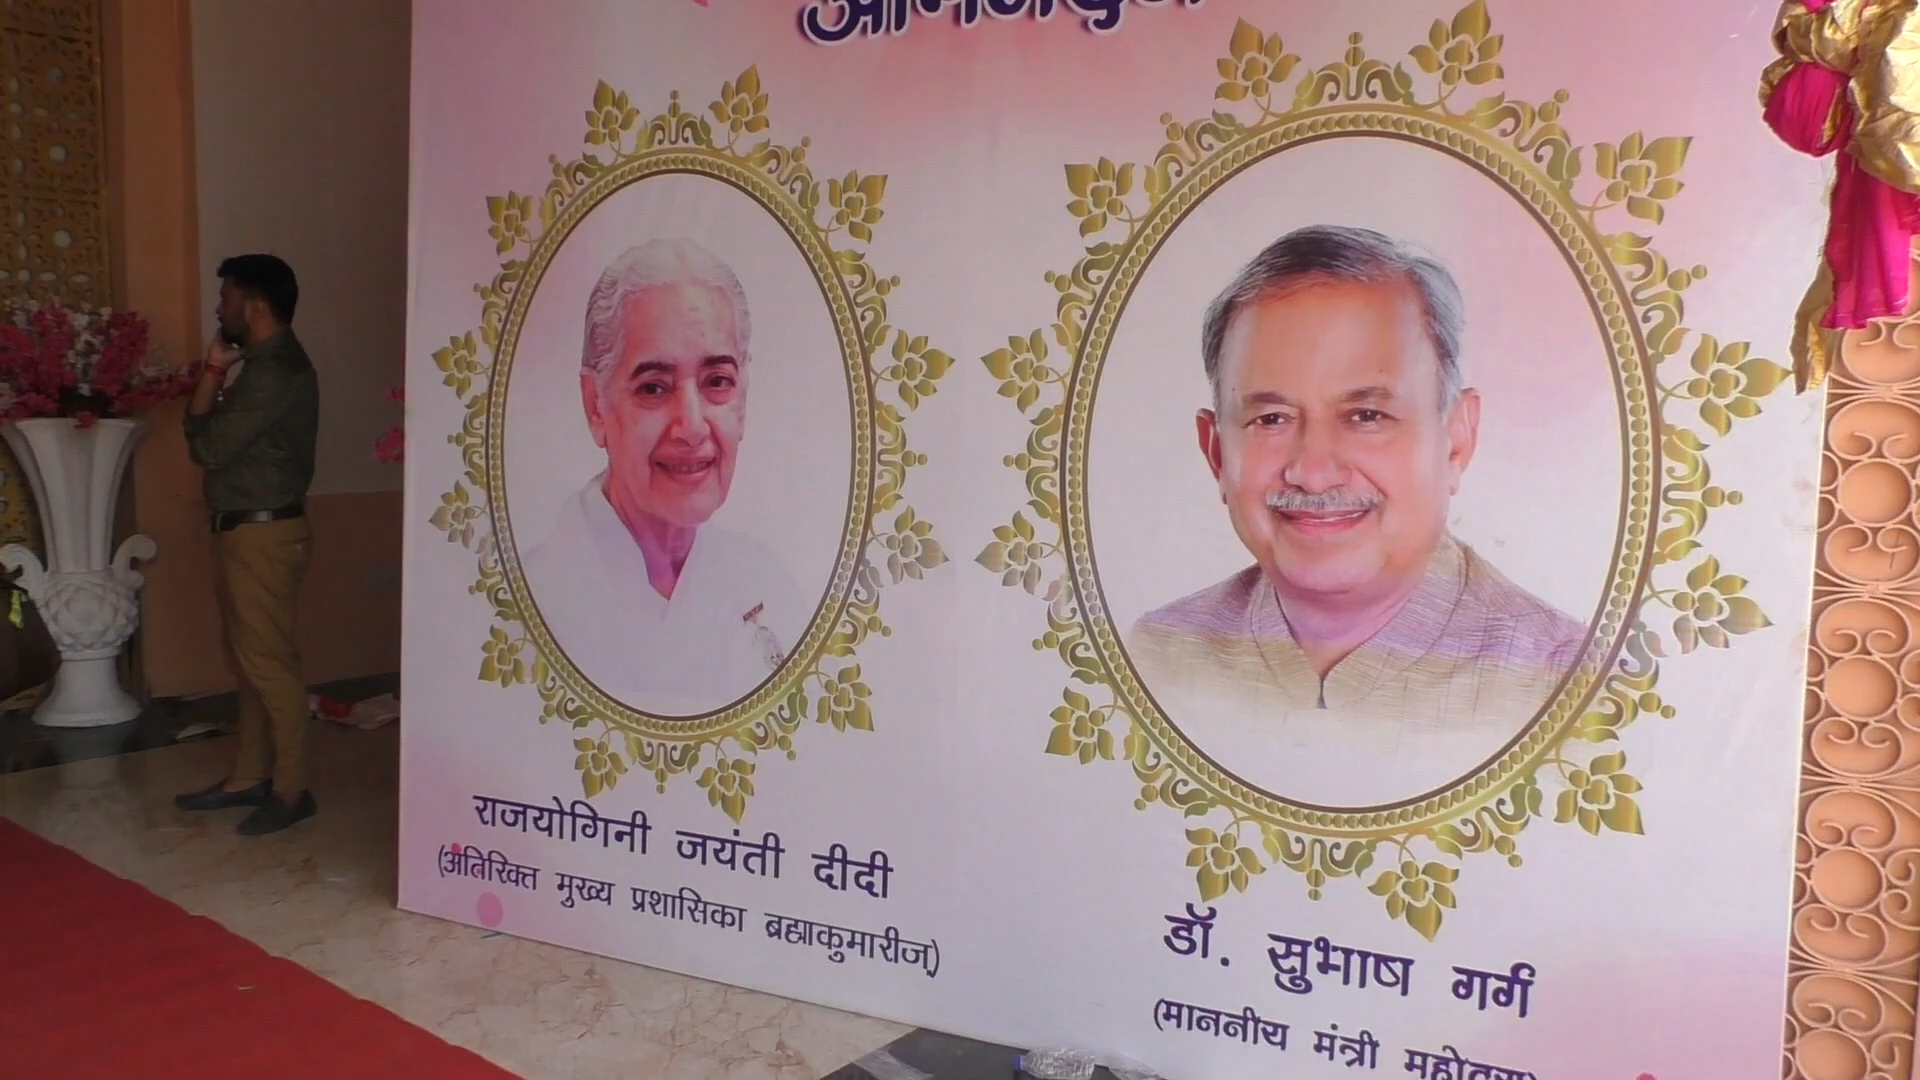 राजयोगिनी जयंती दीदी
(अतिरिक्त मुख्य प्रशासिका ब्रह्माकुमारीज़)
डॉ. सुभाष गर्ग
(माननीय मंत्री